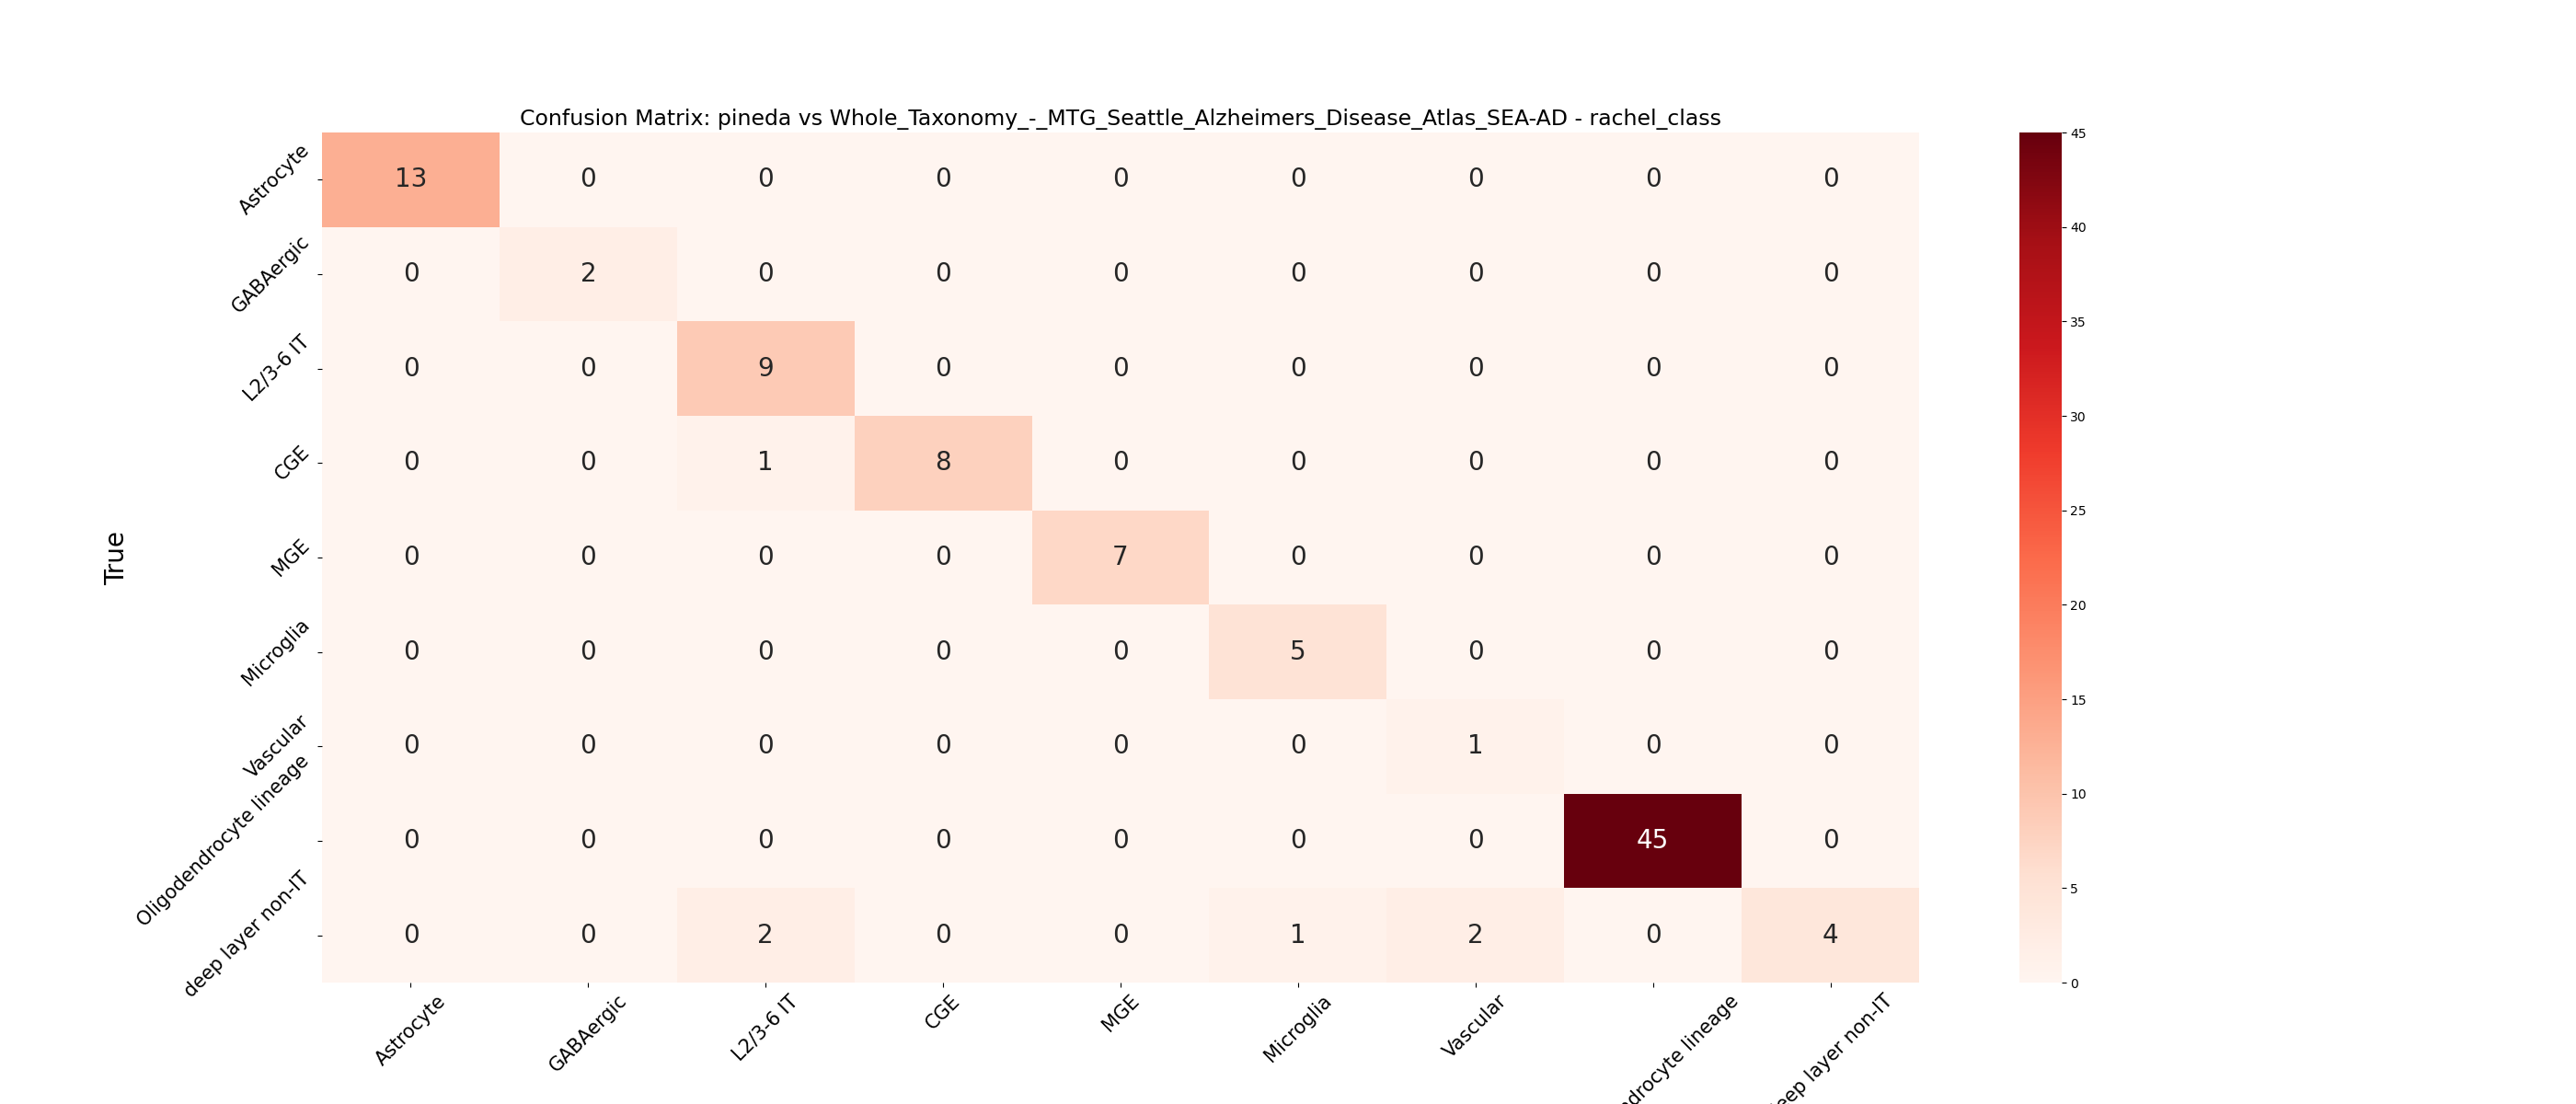 Confusion Matrix: pineda vs Whole_Taxonomy_-_MTG_Seattle_Alzheimers_Disease_Atlas_SEA-AD - rachel_class
True
Astrocyte 13 0 0 0 0 0 0 0 0
GABAergic 0 2 0 0 0 0 0 0 0
L2/3-6 IT 0 0 9 0 0 0 0 0 0
CGE 0 0 1 8 0 0 0 0 0
MGE 0 0 0 0 7 0 0 0 0
Microglia 0 0 0 0 0 5 0 0 0
Vascular 0 0 0 0 0 0 1 0 0
Oligodendrocyte lineage 0 0 0 0 0 0 0 45 0
deep layer non-IT 0 0 2 0 0 1 2 0 4
Astrocyte GABAergic L2/3-6 IT CGE MGE Microglia Vascular ndrocyte lineage eep layer non-IT
45
40
35
30
25
20
15
10
5
0